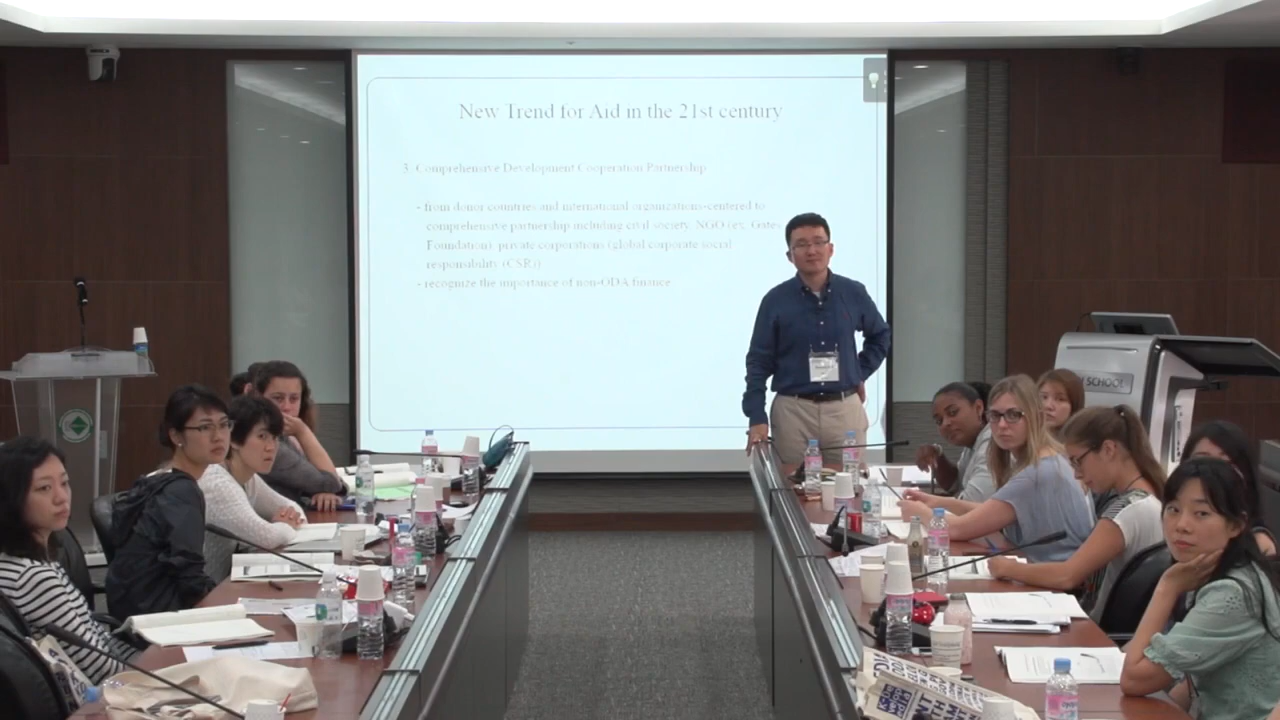 New Trend for Aid in the 21st century
3. Comprehensive Development Cooperation Partnership
- from donor countries and international organizations-centered to
comprehensive partnership including civil society, NGO (ex. Gates
Foundation), private corporations (global corporate social
responsibility (CSR))
- recognize the importance of non-ODA finance
SCHOOL